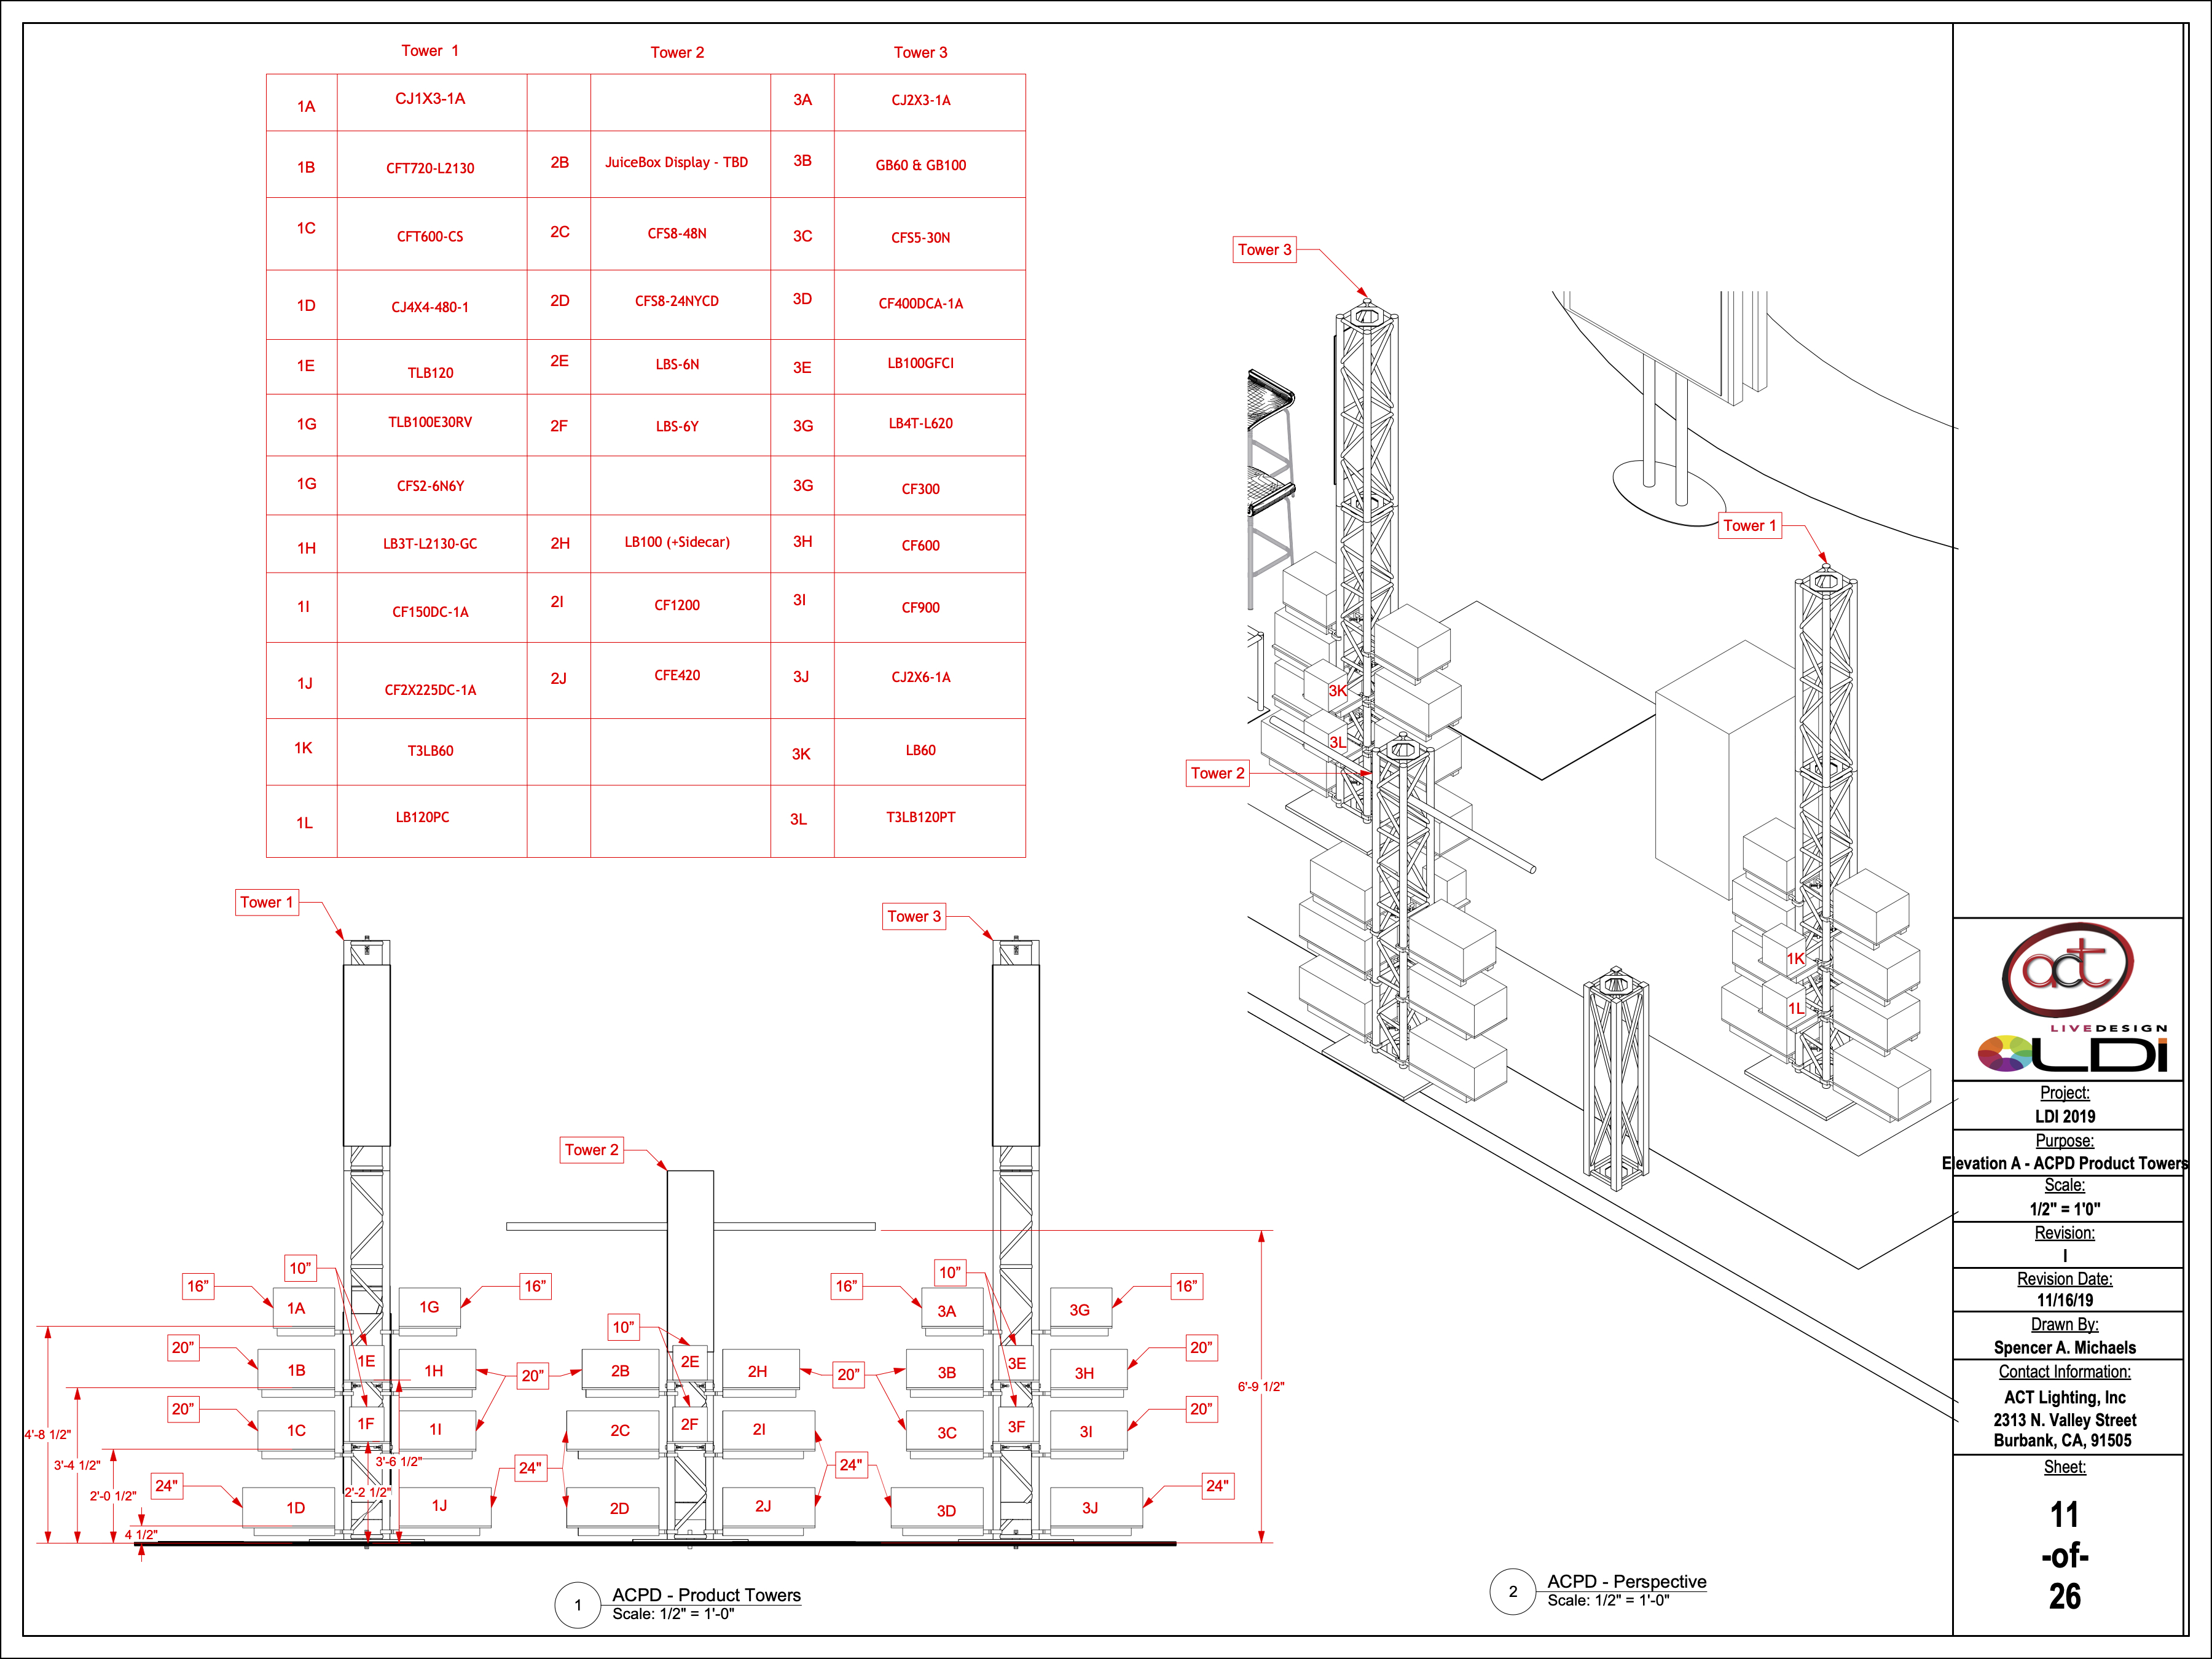 Tower 1 Tower 2 Tower 3
1A CJ1X3-1A 3A CJ2X3-1A
1B CFT720-L2130 2B JuiceBox Display - TBD 3B GB60 & GB100
1C CFT600-CS 2C CFS8-48N 3C CFS5-30N
1D CJ4X4-480-1 2D CFS8-24NYCD 3D CF400DCA-1A
1E TLB120 2E LBS-6N 3E LB100GFCI
1G TLB100E30RV 2F LBS-6Y 3G LB4T-L620
1G CFS2-6N6Y 3G CF300
1H LB3T-L2130-GC 2H LB100 (+Sidecar) 3H CF600
1I CF150DC-1A 2I CF1200 3I CF900
1J CF2X225DC-1A 2J CFE420 3J CJ2X6-1A
1K T3LB60 3K LB60
1L LB120PC 3L T3LB120PT
Tower 1
Tower 3
Tower 2
10" 10"
16" 1A 1G 16" 16" 3A 3G 16"
10"
20" 1B 1E 1H 20" 2B 2E 2H 20" 3B 3E 3H 20"
20" 1C 1F 1I 2C 2F 2I 3C 3F 3I 20"
24" 1D 1J 24" 2D 2J 24" 3D 3J 24"
4'-8 1/2"
3'-4 1/2"
2'-0 1/2"
4 1/2"
3'-6 1/2"
2'-2 1/2"
6'-9 1/2"
1
ACPD - Product Towers
Scale: 1/2" = 1'-0"
Tower 3
Tower 1
3K
3L
Tower 2
1K
1L
2
ACPD - Perspective
Scale: 1/2" = 1'-0"
act
LIVEDESIGN
LDI
Project:
LDI 2019
Purpose:
Elevation A - ACPD Product Towers
Scale:
1/2" = 1'0"
Revision:
I
Revision Date:
11/16/19
Drawn By:
Spencer A. Michaels
Contact Information:
ACT Lighting, Inc
2313 N. Valley Street
Burbank, CA, 91505
Sheet:
11
-of-
26